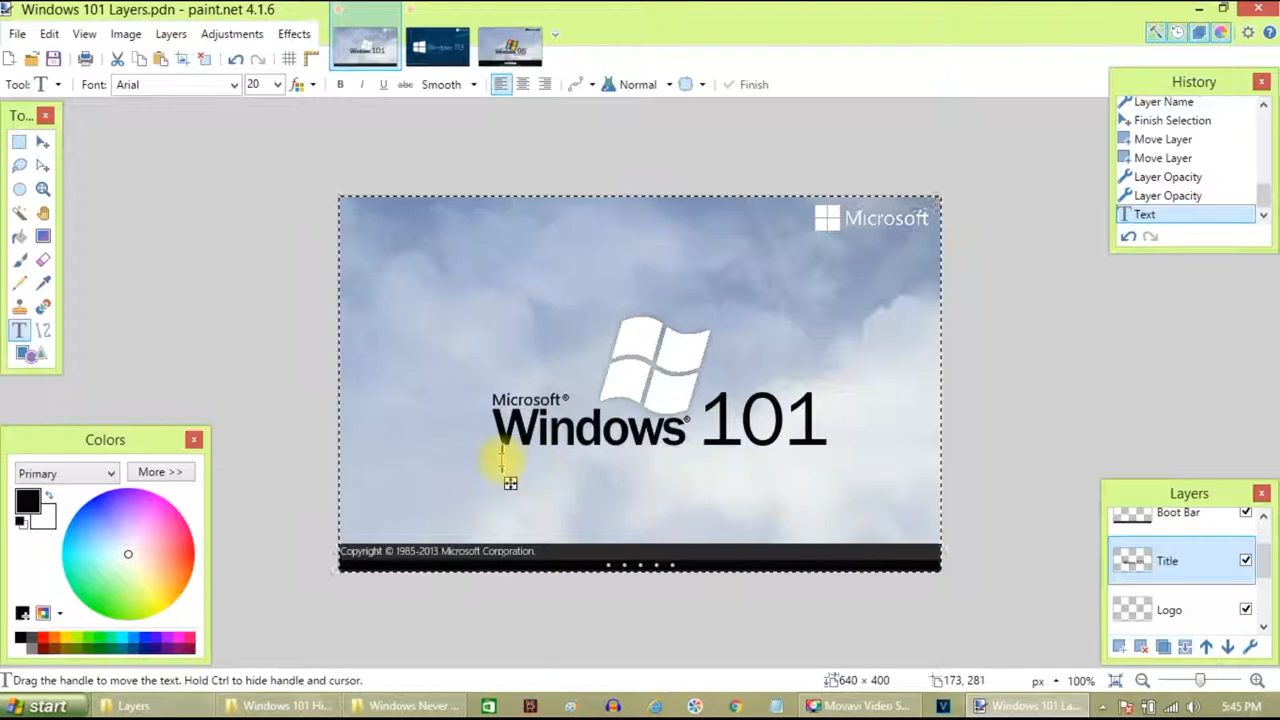 Windows 101 Layers.pdn - paint.net 4.1.6
File Edit View Image Layers Adjustments Effects
Tool: T Font: Arial 20 B I U abc Smooth Normal Finish
To...
History
Layer Name
Finish Selection
Move Layer
Move Layer
Layer Opacity
Layer Opacity
Text
Microsoft
Microsoft®
Windows® 101
Copyright © 1985-2013 Microsoft Corporation.
Colors
Primary More >>
Layers
Boot Bar
Title
Logo
Drag the handle to move the text. Hold Ctrl to hide handle and cursor. 640 × 400 173, 281 px 100%
start Layers Windows 101 Hi... Windows Never ... Movavi Video S... Windows 101 La... 5:45 PM